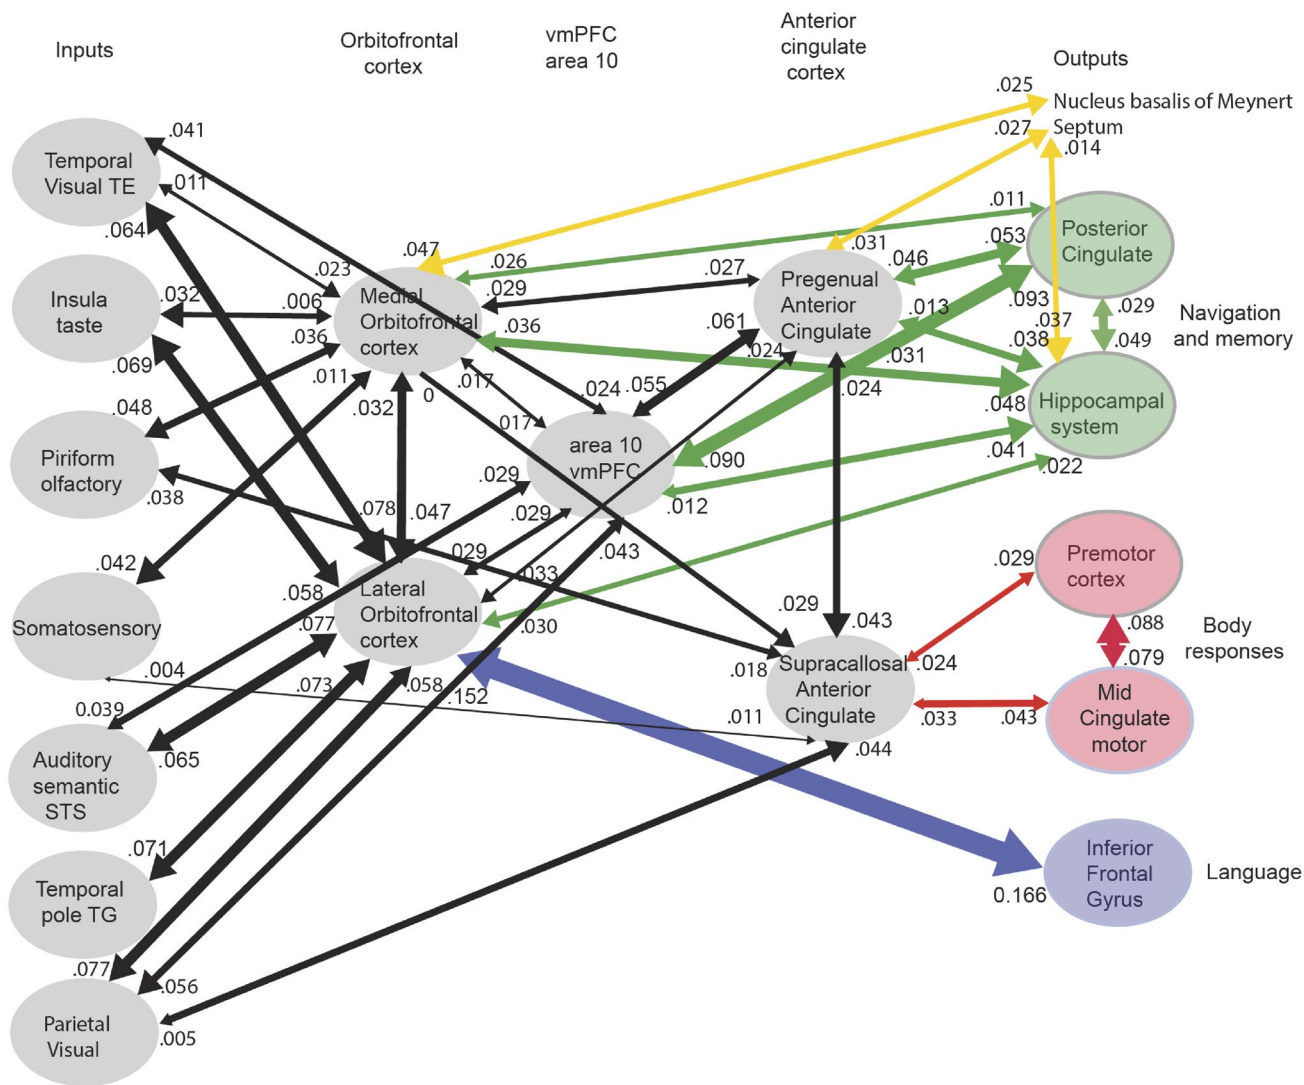 Inputs
Orbitofrontal
cortex
vmPFC
area 10
Anterior
cingulate
cortex
Outputs
.025
Nucleus basalis of Meynert
.027
Septum
.014
.041
Temporal
Visual TE
.011
.064
.011
Posterior
Cingulate
.047
.026
.031
.046
.053
.023
.027
Pregenual
Anterior
Cingulate
Insula
taste
.032
.006
Medial
Orbitofrontal
cortex
.029
.036
.013
.093
.029
.037
.049
Navigation
and memory
.061
.024
.031
.038
.069
.036
.011
.017
.024
.055
.024
.048
Hippocampal
system
.048
.032
0
.017
area 10
vmPFC
.090
.041
.022
Piriform
olfactory
.038
.029
.012
.078
.047
.029
.029
.043
.033
.042
Somatosensory
.058
Lateral
Orbitofrontal
cortex
.077
.030
.029
.043
.029
Premotor
cortex
.088
.079
Body
responses
.004
.073
.058
.152
.018
Supracallosal
Anterior
Cingulate
.024
.011
.033
.043
.044
Mid
Cingulate
motor
0.039
Auditory
semantic
STS
.065
.071
Temporal
pole TG
Inferior
Frontal
Gyrus
0.166
Language
.077
.056
Parietal
Visual
.005